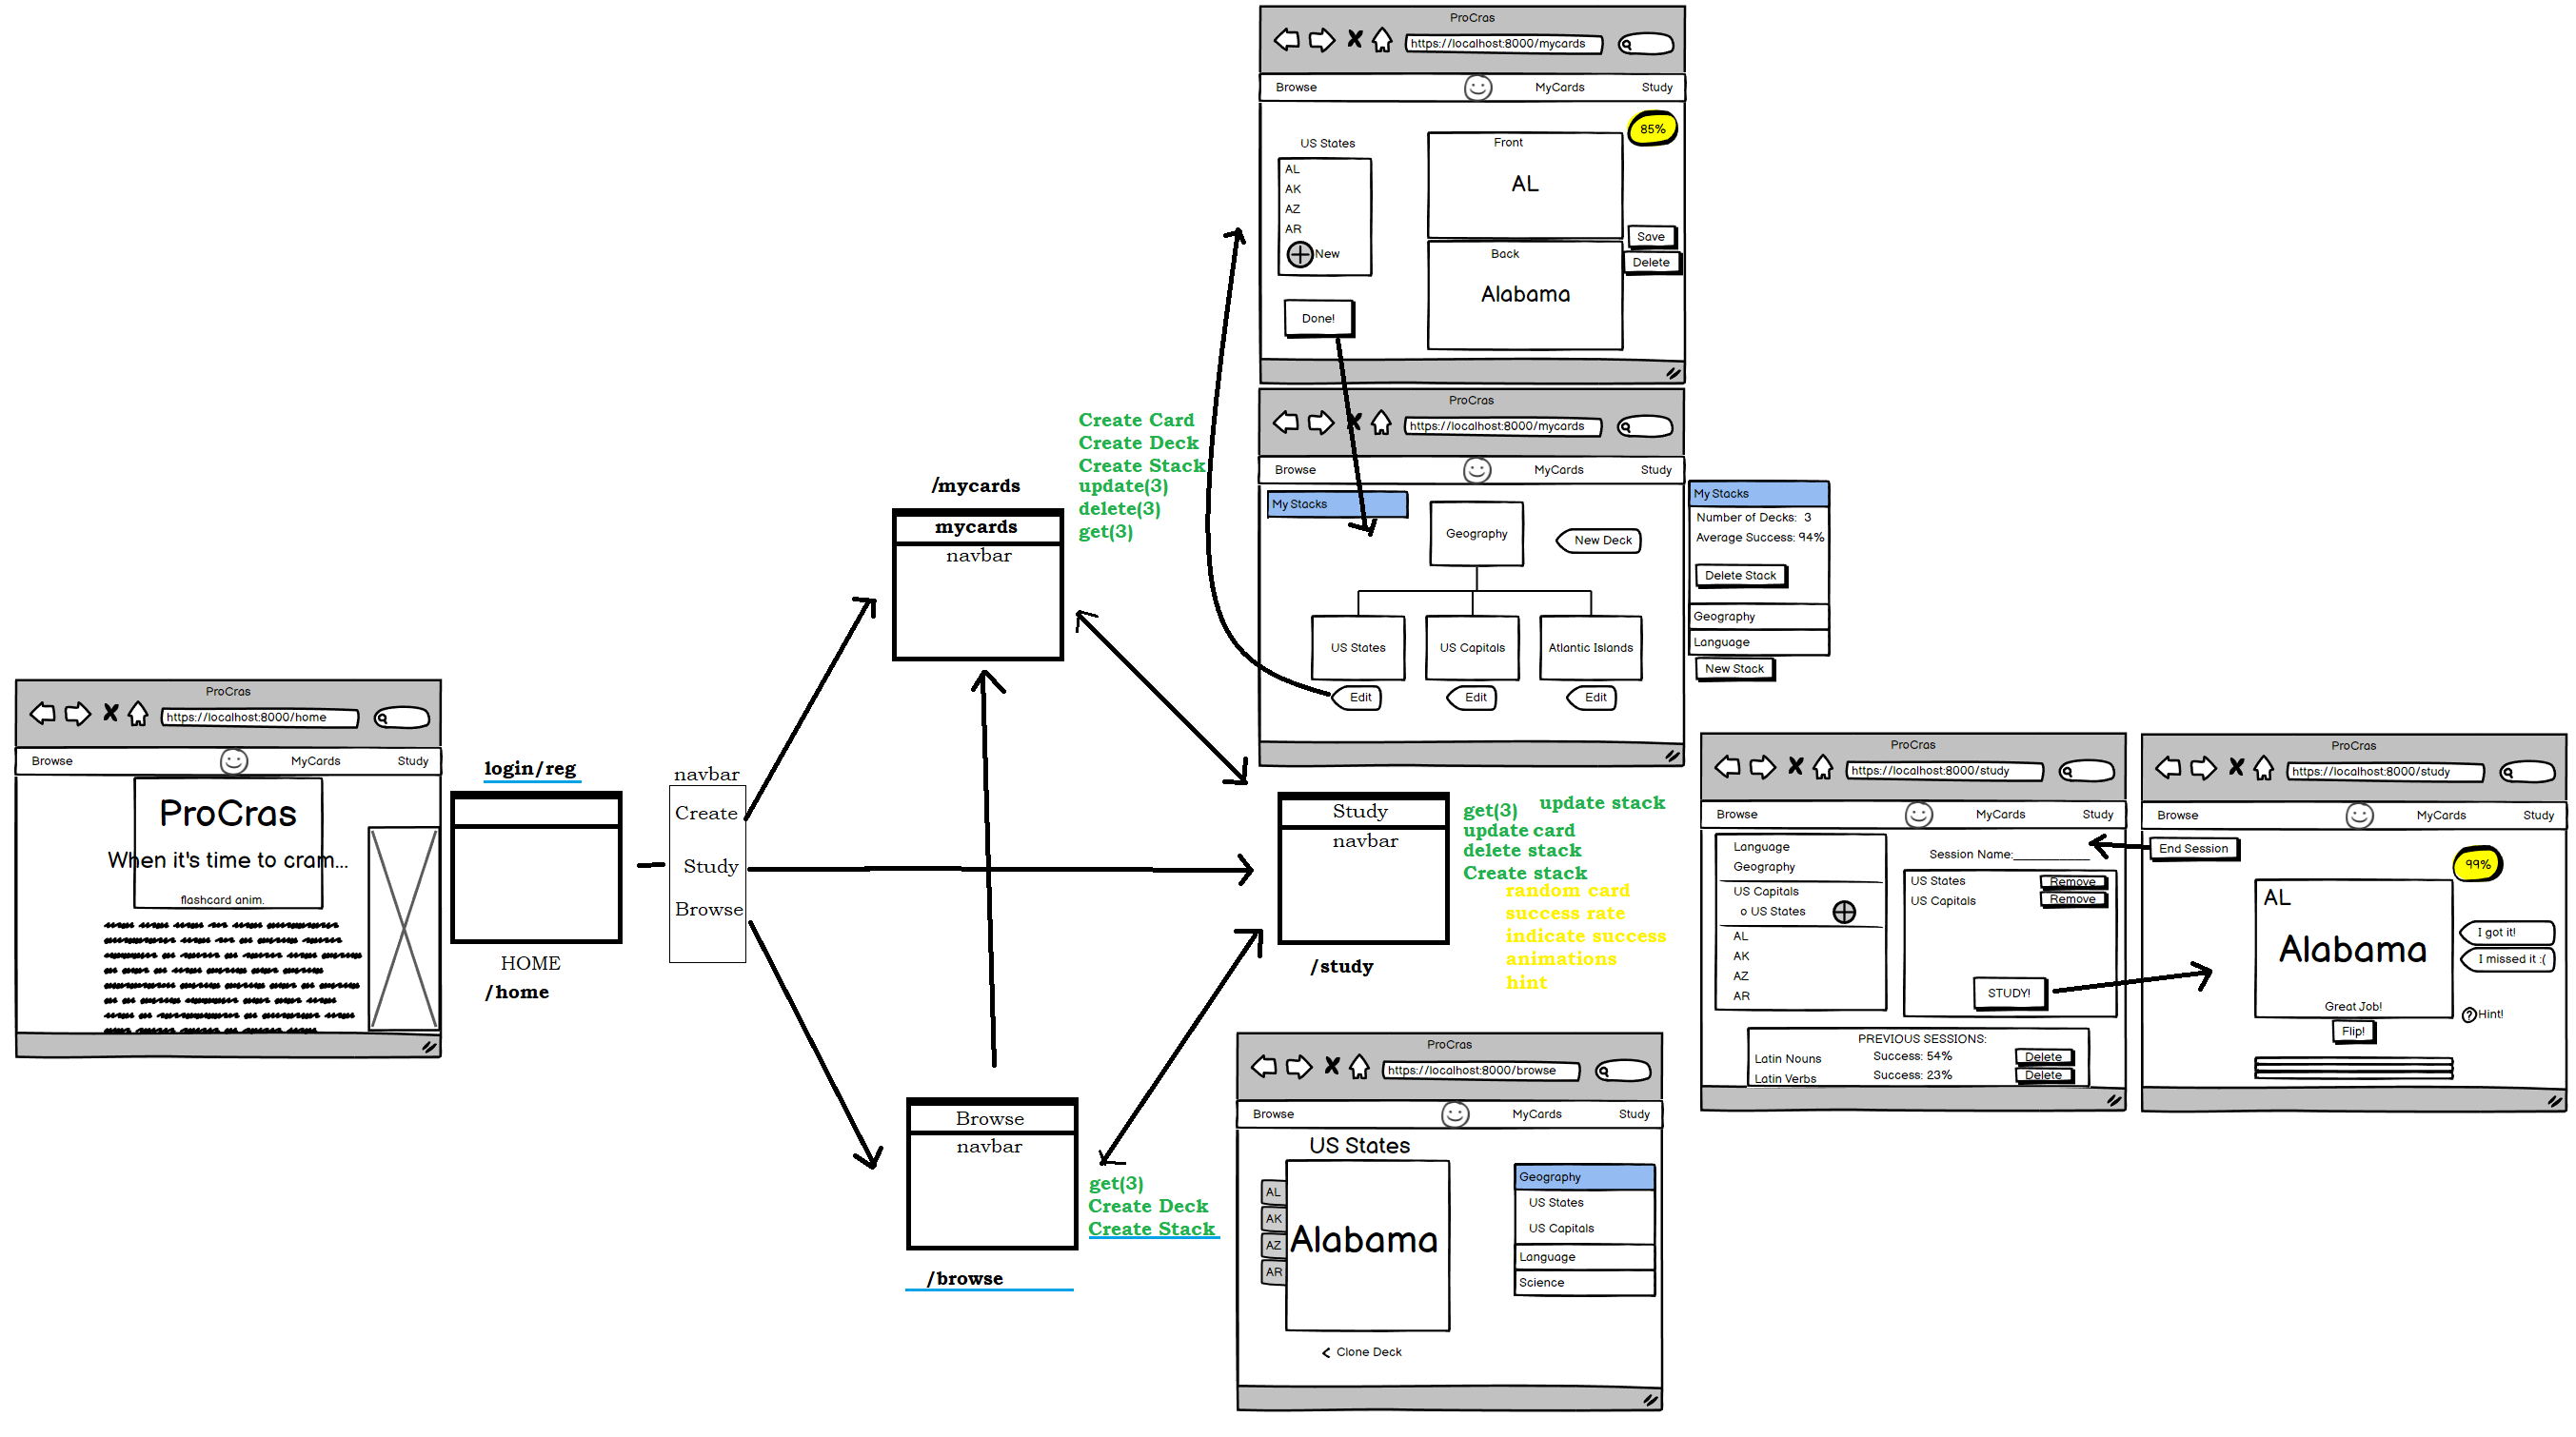 ProCras
https://localhost:8000/mycards
Browse MyCards Study
85%
US States
AL
AK
AZ
AR
New
Done!
Front
AL
Back
Alabama
Save
Delete
ProCras
https://localhost:8000/mycards
Browse MyCards Study
My Stacks
Geography
New Deck
US States
US Capitals
Atlantic Islands
Edit
Edit
Edit
My Stacks
Number of Decks: 3
Average Success: 94%
Delete Stack
Geography
Language
New Stack
Create Card
Create Deck
Create Stack
update(3)
delete(3)
get(3)
/mycards
mycards
navbar
ProCras
https://localhost:8000/home
Browse MyCards Study
ProCras
When it's time to cram...
flashcard anim.
login/reg
HOME
/home
navbar
Create
Study
Browse
Study
navbar
/study
get(3) update stack
update card
delete stack
Create stack
random card
success rate
indicate success
animations
hint
ProCras
https://localhost:8000/study
Browse MyCards Study
Language
Geography
US Capitals
o US States
AL
AK
AZ
AR
Session Name:___________
US States Remove
US Capitals Remove
STUDY!
PREVIOUS SESSIONS:
Latin Nouns Success: 54% Delete
Latin Verbs Success: 23% Delete
ProCras
https://localhost:8000/study
Browse MyCards Study
End Session
99%
AL
Alabama
Great Job!
Flip!
I got it!
I missed it :(
?Hint!
Browse
navbar
/browse
get(3)
Create Deck
Create Stack
ProCras
https://localhost:8000/browse
Browse MyCards Study
US States
AL
AK
AZ
AR
Alabama
< Clone Deck
Geography
US States
US Capitals
Language
Science